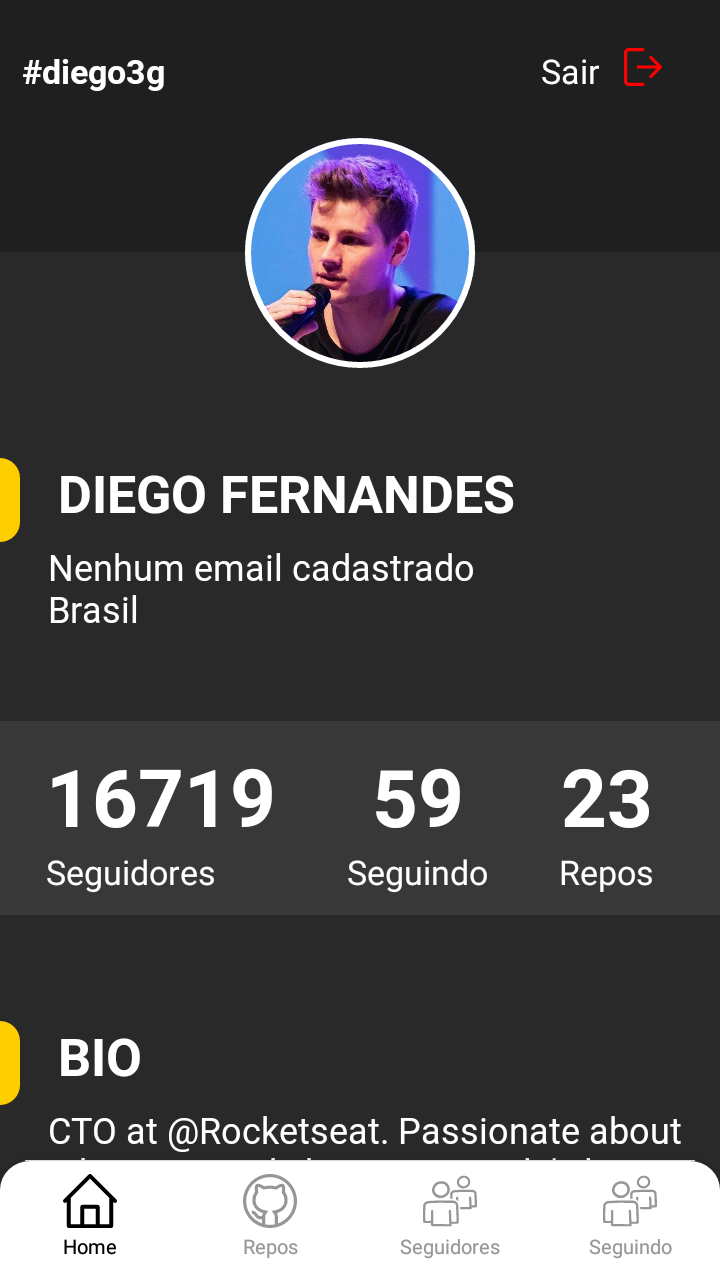 #diego3g
Sair
DIEGO FERNANDES
Nenhum email cadastrado
Brasil
16719 59 23
Seguidores Seguindo Repos
BIO
CTO at @Rocketseat. Passionate about
Home Repos Seguidores Seguindo